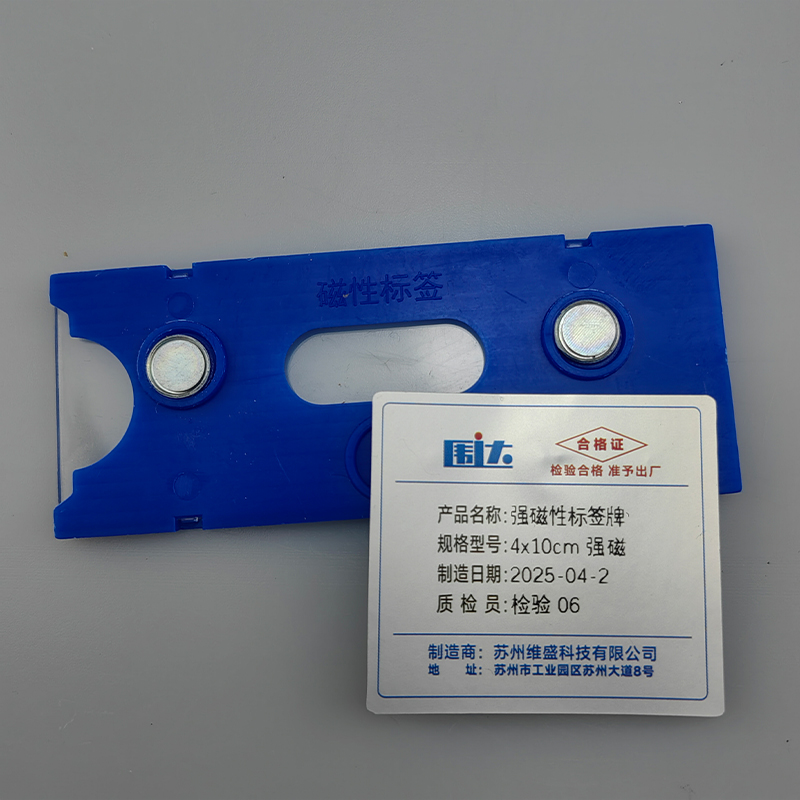 磁性标签
围达
合格证
检验合格 准予出厂
产品名称:强磁性标签牌
规格型号:4x10cm 强磁
制造日期:2025-04-2
质 检 员:检验 06
制造商：苏州维盛科技有限公司
地 址：苏州市工业园区苏州大道8号